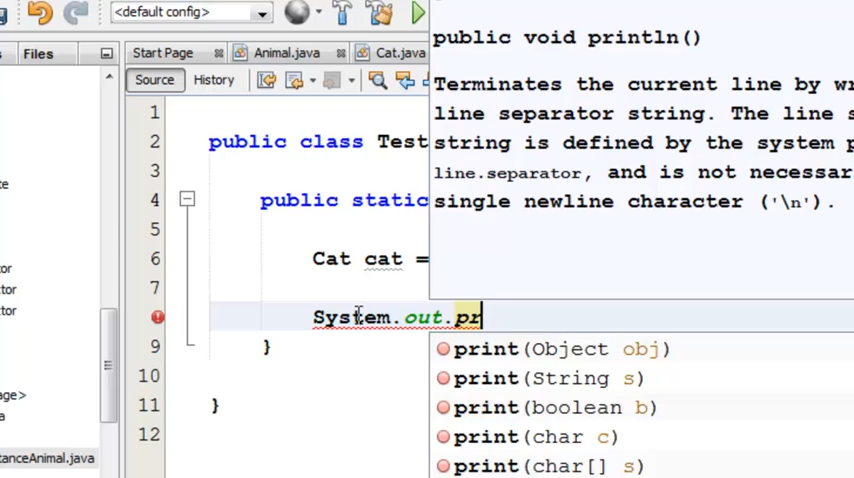 <default config>
Files
Start Page
Animal.java
Cat.java
Source
History
public void println()
Terminates the current line by
line separator string. The line
string is defined by the system
line.separator, and is not
single newline character ('\n').
1
2 public class Test
3
4 public static
5
6 Cat cat =
7
System.out.pr
9 }
10
11 }
12
print(Object obj)
print(String s)
print(boolean b)
print(char c)
print(char[] s)
tanceAnimal.java